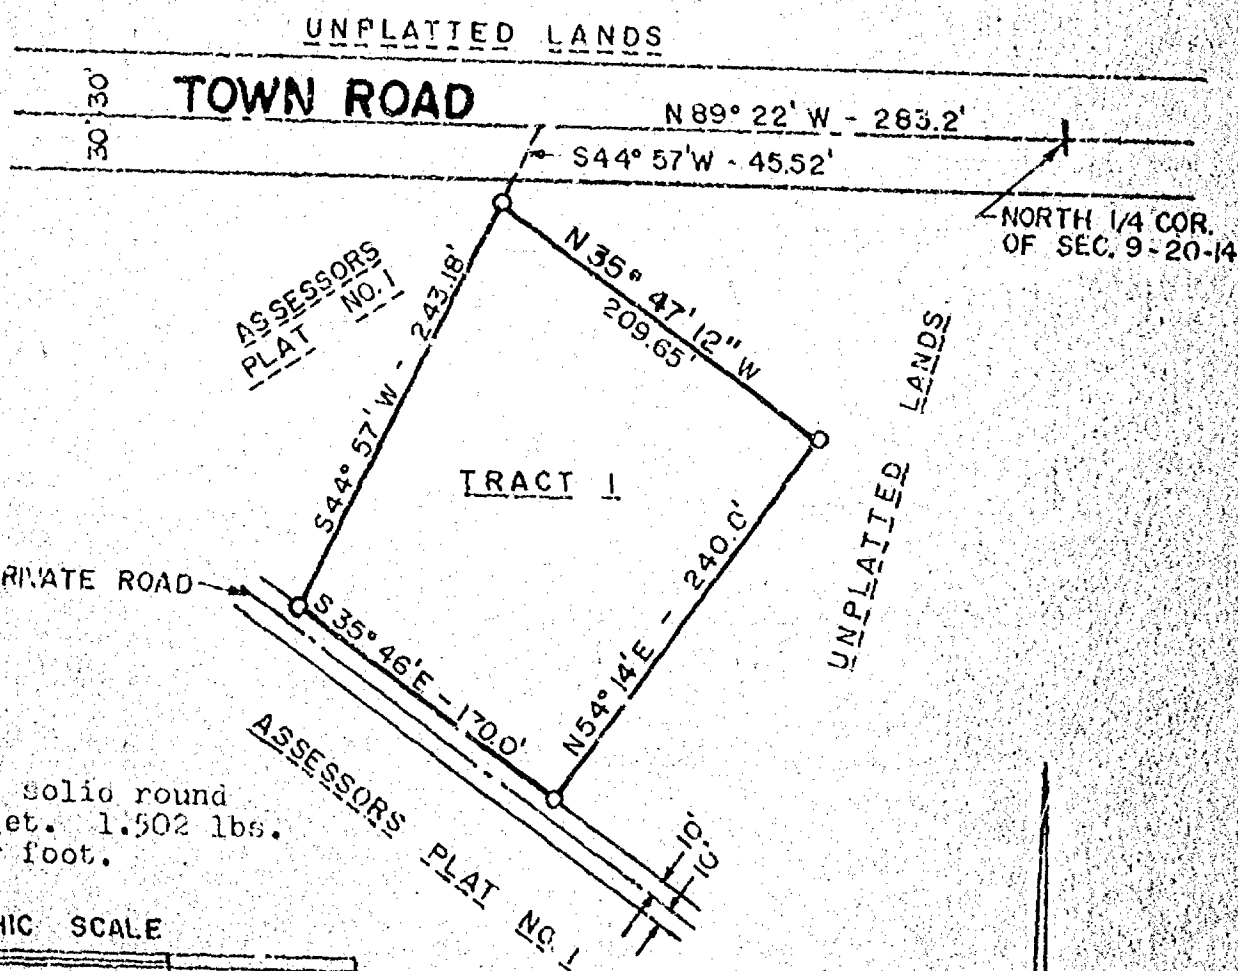 UNPLATTED LANDS
30' 30'
TOWN ROAD
N 89° 22' W - 283.2'
S44° 57'W - 45.52'
NORTH 1/4 COR.
OF SEC. 9-20-14
ASSESSORS
PLAT NO. 1
S44° 57' W - 243.18'
N 35° 47' 12" W
209.65'
UNPLATTED LANDS
TRACT 1
RIVATE ROAD
S 35° 46' E - 170.0'
N54° 14' E - 240.0'
ASSESSORS PLAT NO. 1
10'
10'
solid round
et. 1.502 lbs.
foot.
HIC SCALE